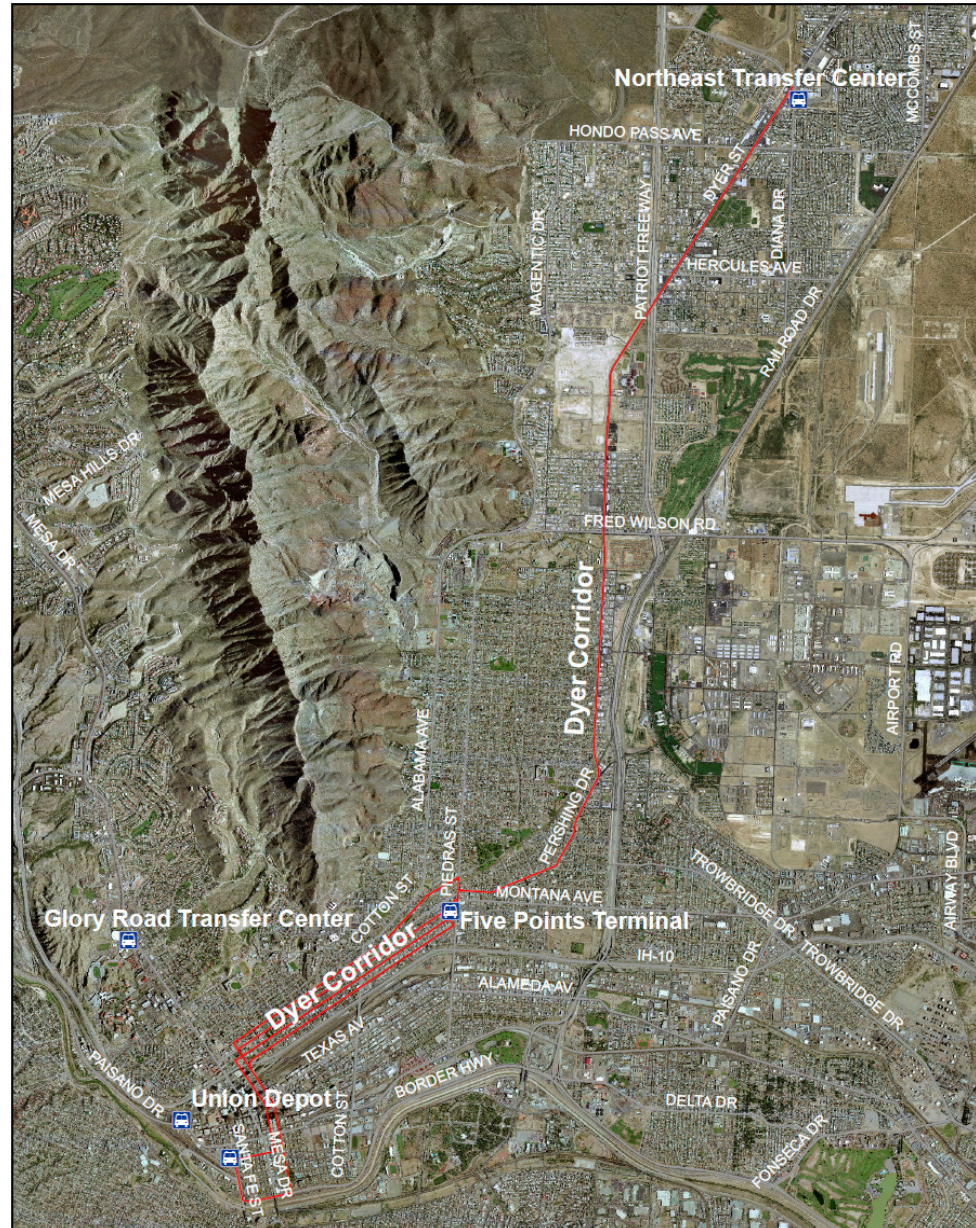 MCCOMBS ST
Northeast Transfer Center
HONDO PASS AVE
DYER ST
MAGENTIC DR
PATRIOT FREEWAY
DIANA DR
HERCULES AVE
RAILROAD DR
MESA HILLS DR
MESA DR
FRED WILSON RD
Dyer Corridor
AIRPORT RD
ALABAMA AVE
PERSHING DR
PIEDRAS ST
TROWBRIDGE DR
AIRWAY BLVD
MONTANA AVE
COTTON ST
Glory Road Transfer Center
Five Points Terminal
Dyer Corridor
IH-10
PAISANO DR
TROWBRIDGE DR
ALAMEDA AV
TEXAS AV
PAISANO DR
BORDER HWY
Union Depot
DELTA DR
COTTON ST
SANTA FE ST
MESA DR
FONSECA DR